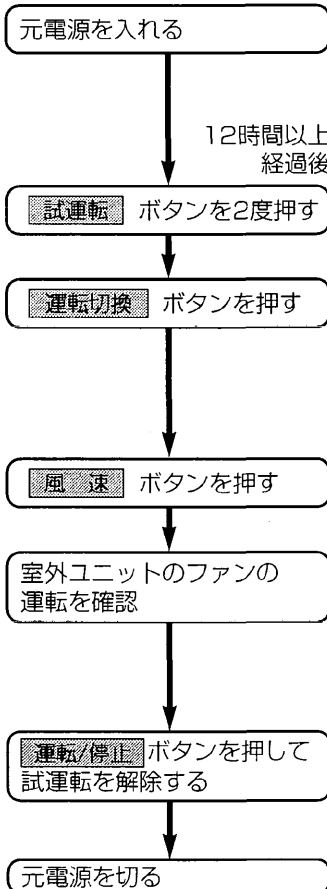 元電源を入れる
12時間以上
経過後
試運転 ボタンを2度押す
運転切換 ボタンを押す
風 速 ボタンを押す
室外ユニットのファンの
運転を確認
運転/停止 ボタンを押して
試運転を解除する
元電源を切る